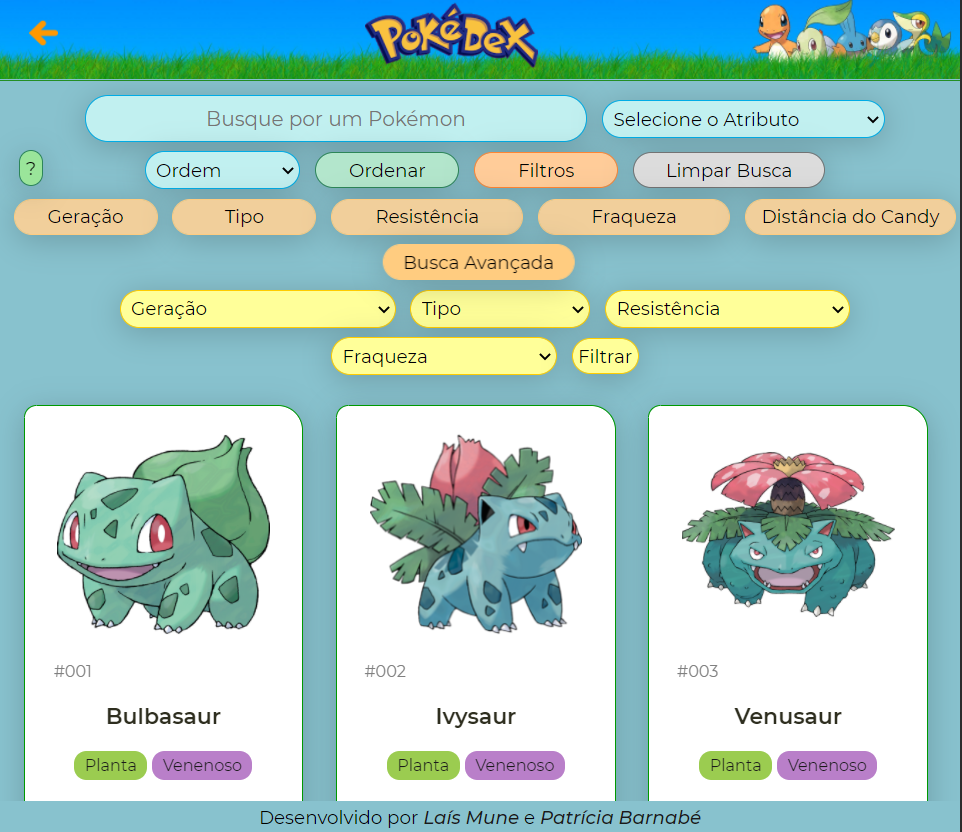 PoKéDeX
Busque por um Pokémon Selecione o Atributo
? Ordem Ordenar Filtros Limpar Busca
Geração Tipo Resistência Fraqueza Distância do Candy
Busca Avançada
Geração Tipo Resistência
Fraqueza Filtrar
#001 #002 #003
Bulbasaur Ivysaur Venusaur
Planta Venenoso Planta Venenoso Planta Venenoso
Desenvolvido por Laís Mune e Patrícia Barnabé